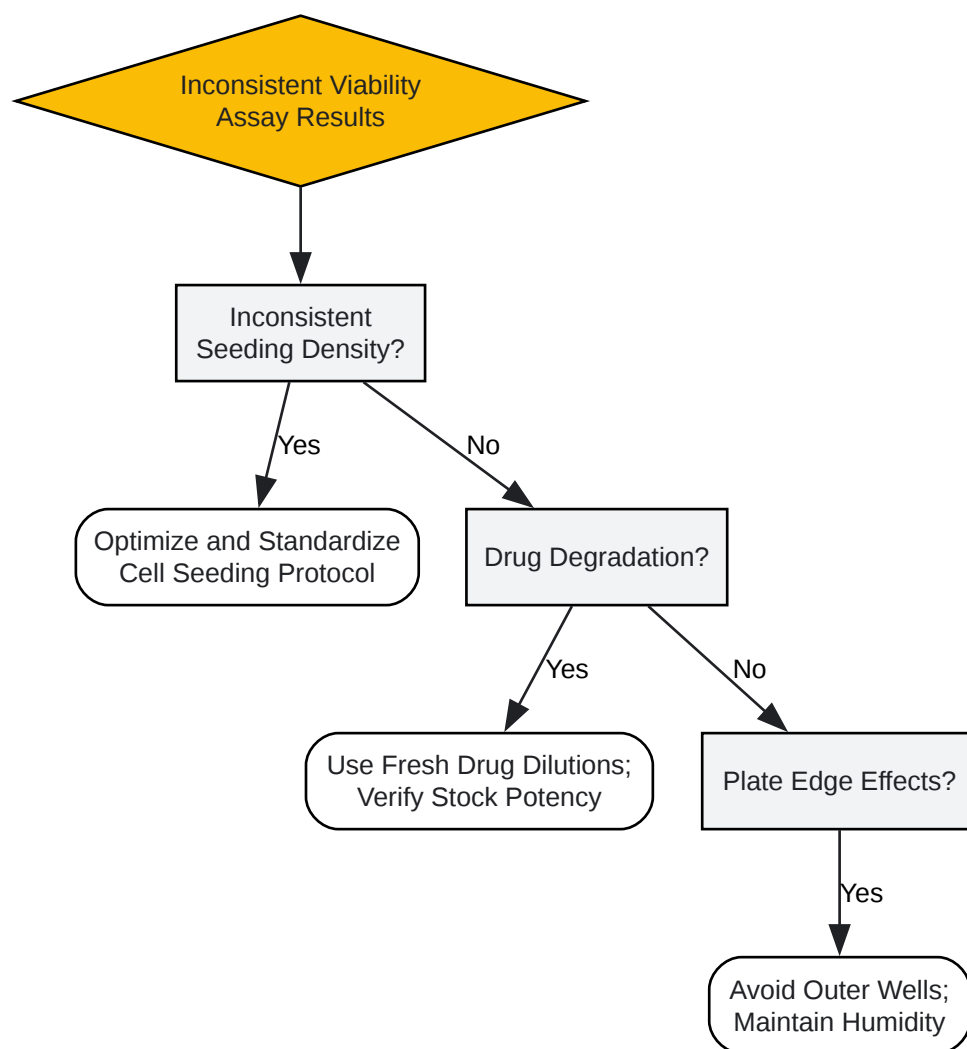 Inconsistent Viability
Assay Results
Inconsistent
Seeding Density?
Yes
No
Optimize and Standardize
Cell Seeding Protocol
Drug Degradation?
Yes
No
Use Fresh Drug Dilutions;
Verify Stock Potency
Plate Edge Effects?
Yes
Avoid Outer Wells;
Maintain Humidity